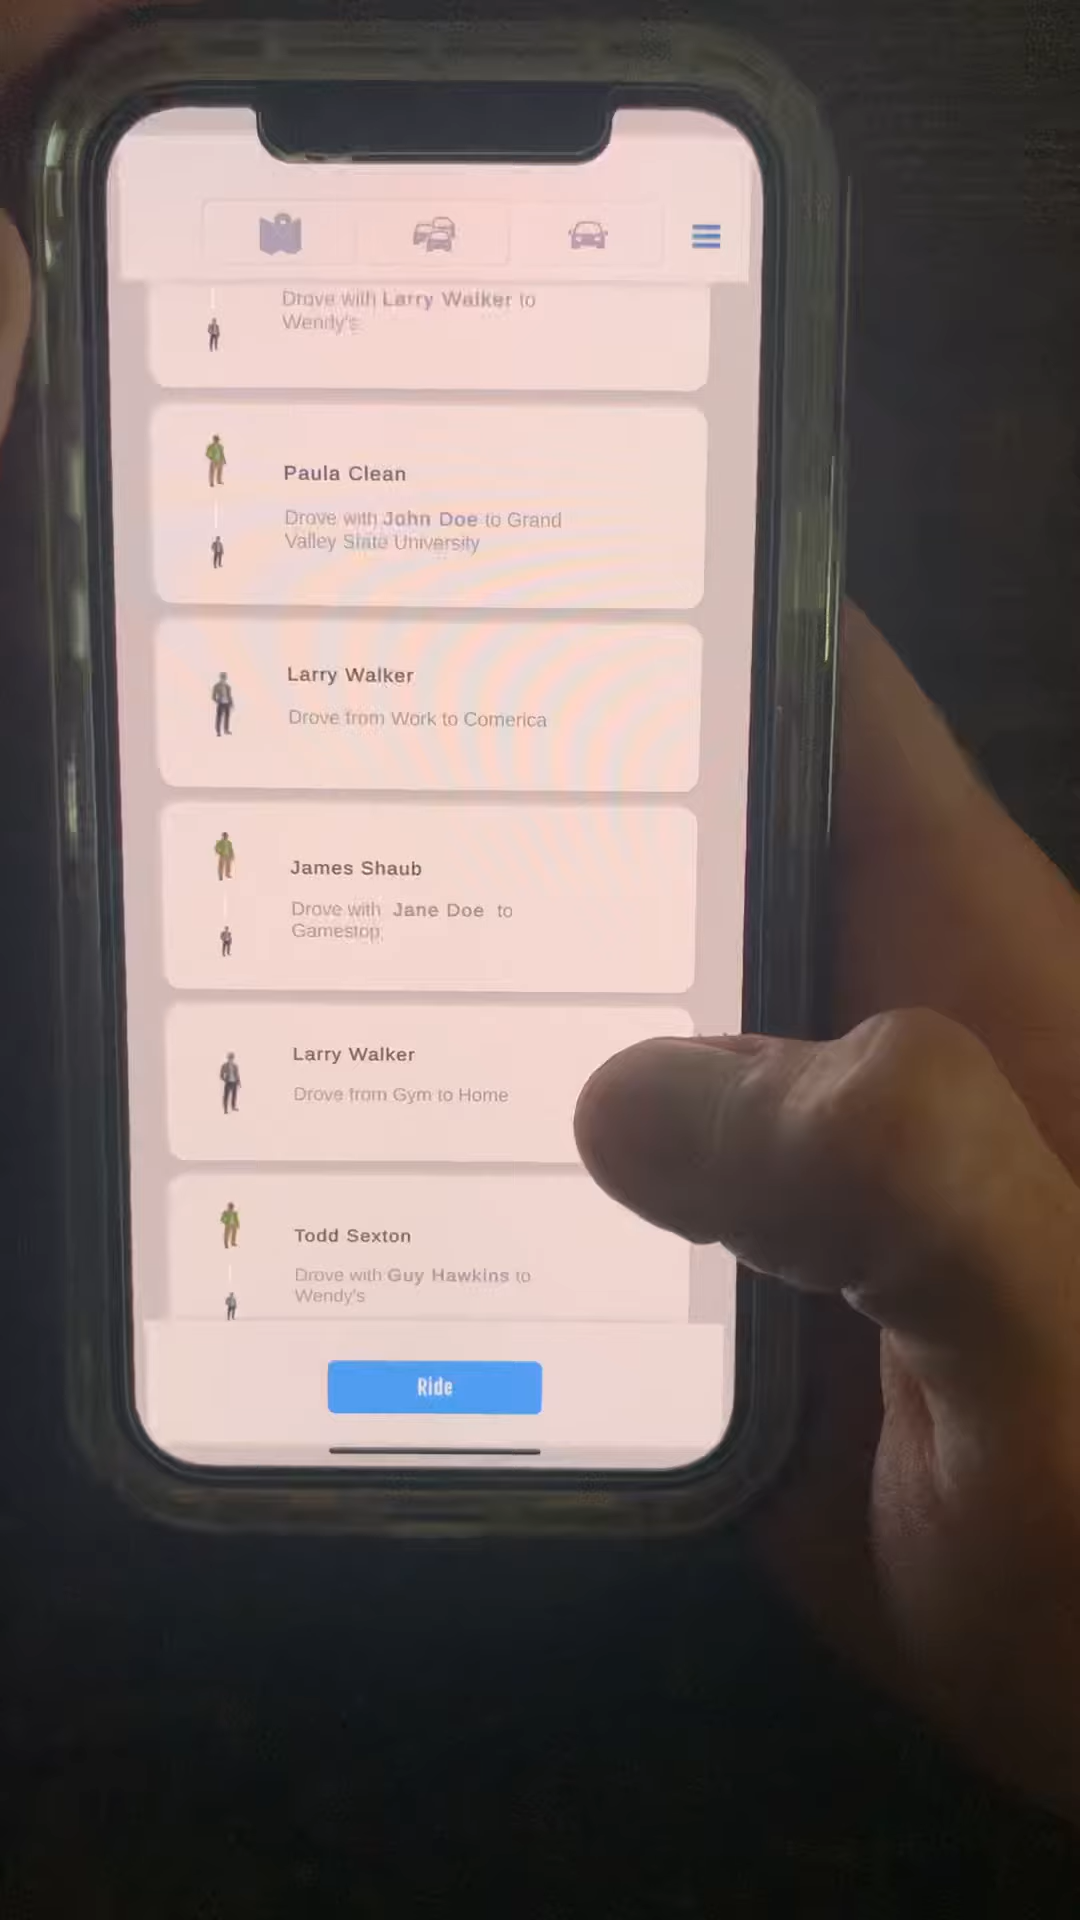 Drove with Larry Walker to
Wendy's
Paula Clean
Drove with John Doe to Grand
Valley State University
Larry Walker
Drove from Work to Comerica
James Shaub
Drove with Jane Doe to
Gamestop
Larry Walker
Drove from Gym to Home
Todd Sexton
Drove with Guy Hawkins to
Wendy's
Ride